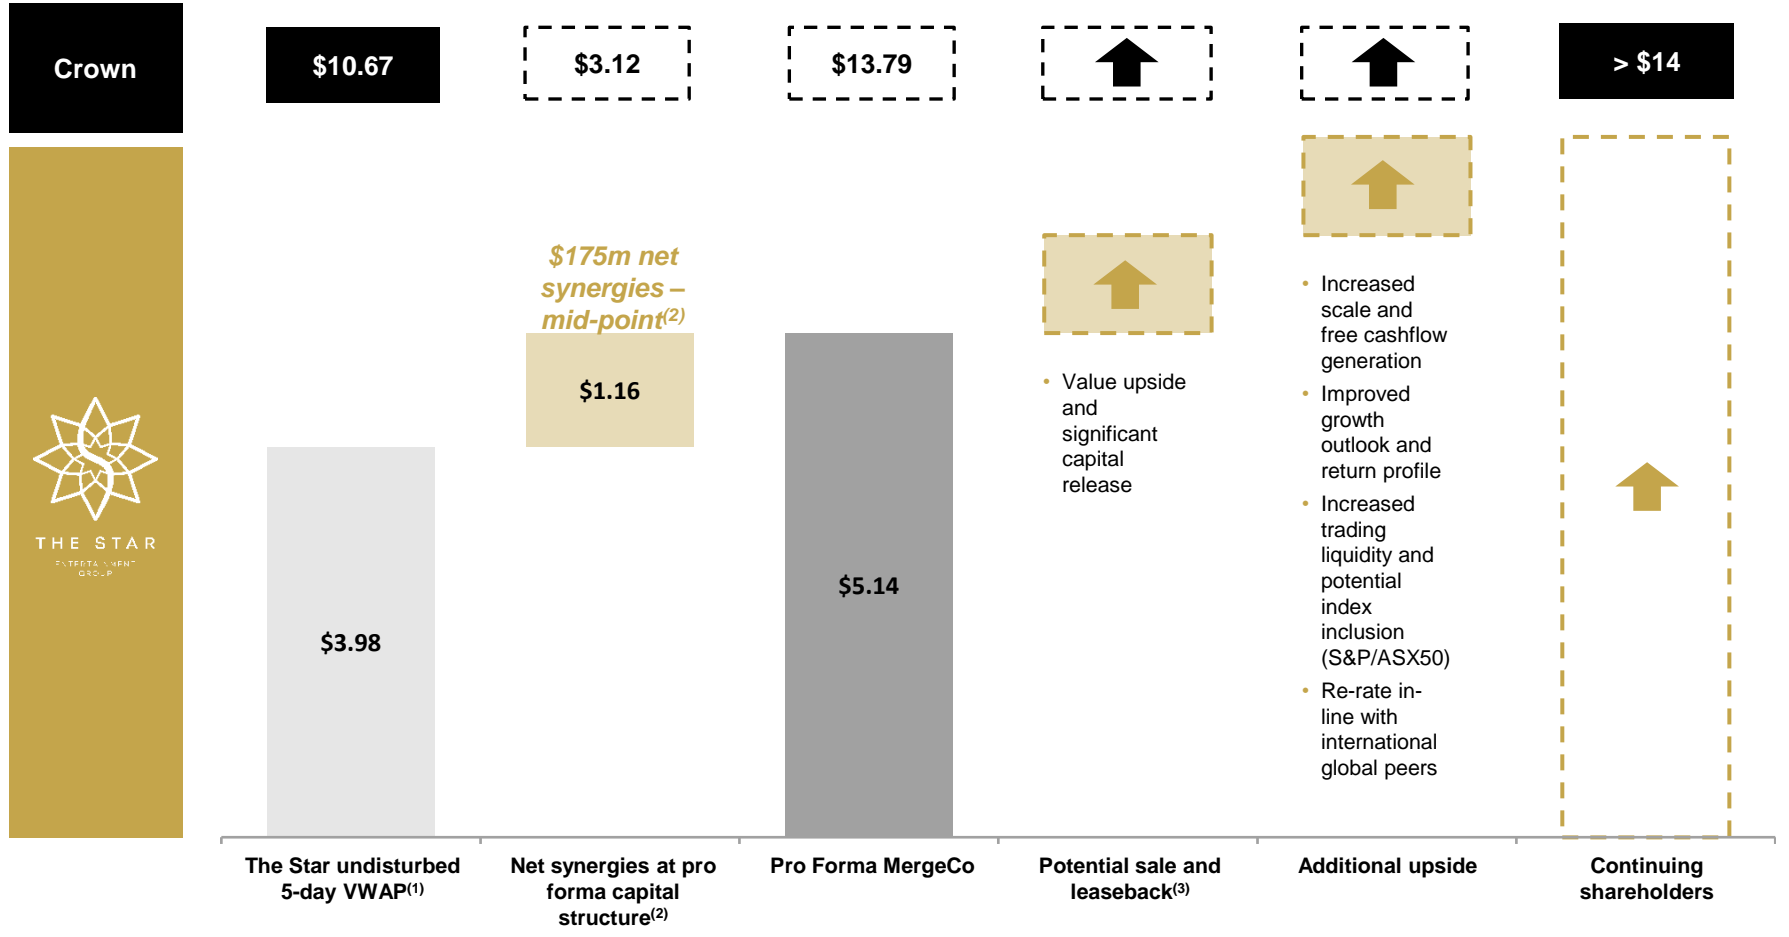 Crown
$10.67
$3.12
$13.79
> $14
$175m net
synergies –
mid-point(2)
$1.16
$3.98
$5.14
• Value upside
and
significant
capital
release
• Increased
scale and
free cashflow
generation
• Improved
growth
outlook and
return profile
• Increased
trading
liquidity and
potential
index
inclusion
(S&P/ASX50)
• Re-rate in-
line with
international
global peers
THE STAR
ENTERTAINMENT
GROUP
The Star undisturbed
5-day VWAP(1)
Net synergies at pro
forma capital
structure(2)
Pro Forma MergeCo
Potential sale and
leaseback(3)
Additional upside
Continuing
shareholders